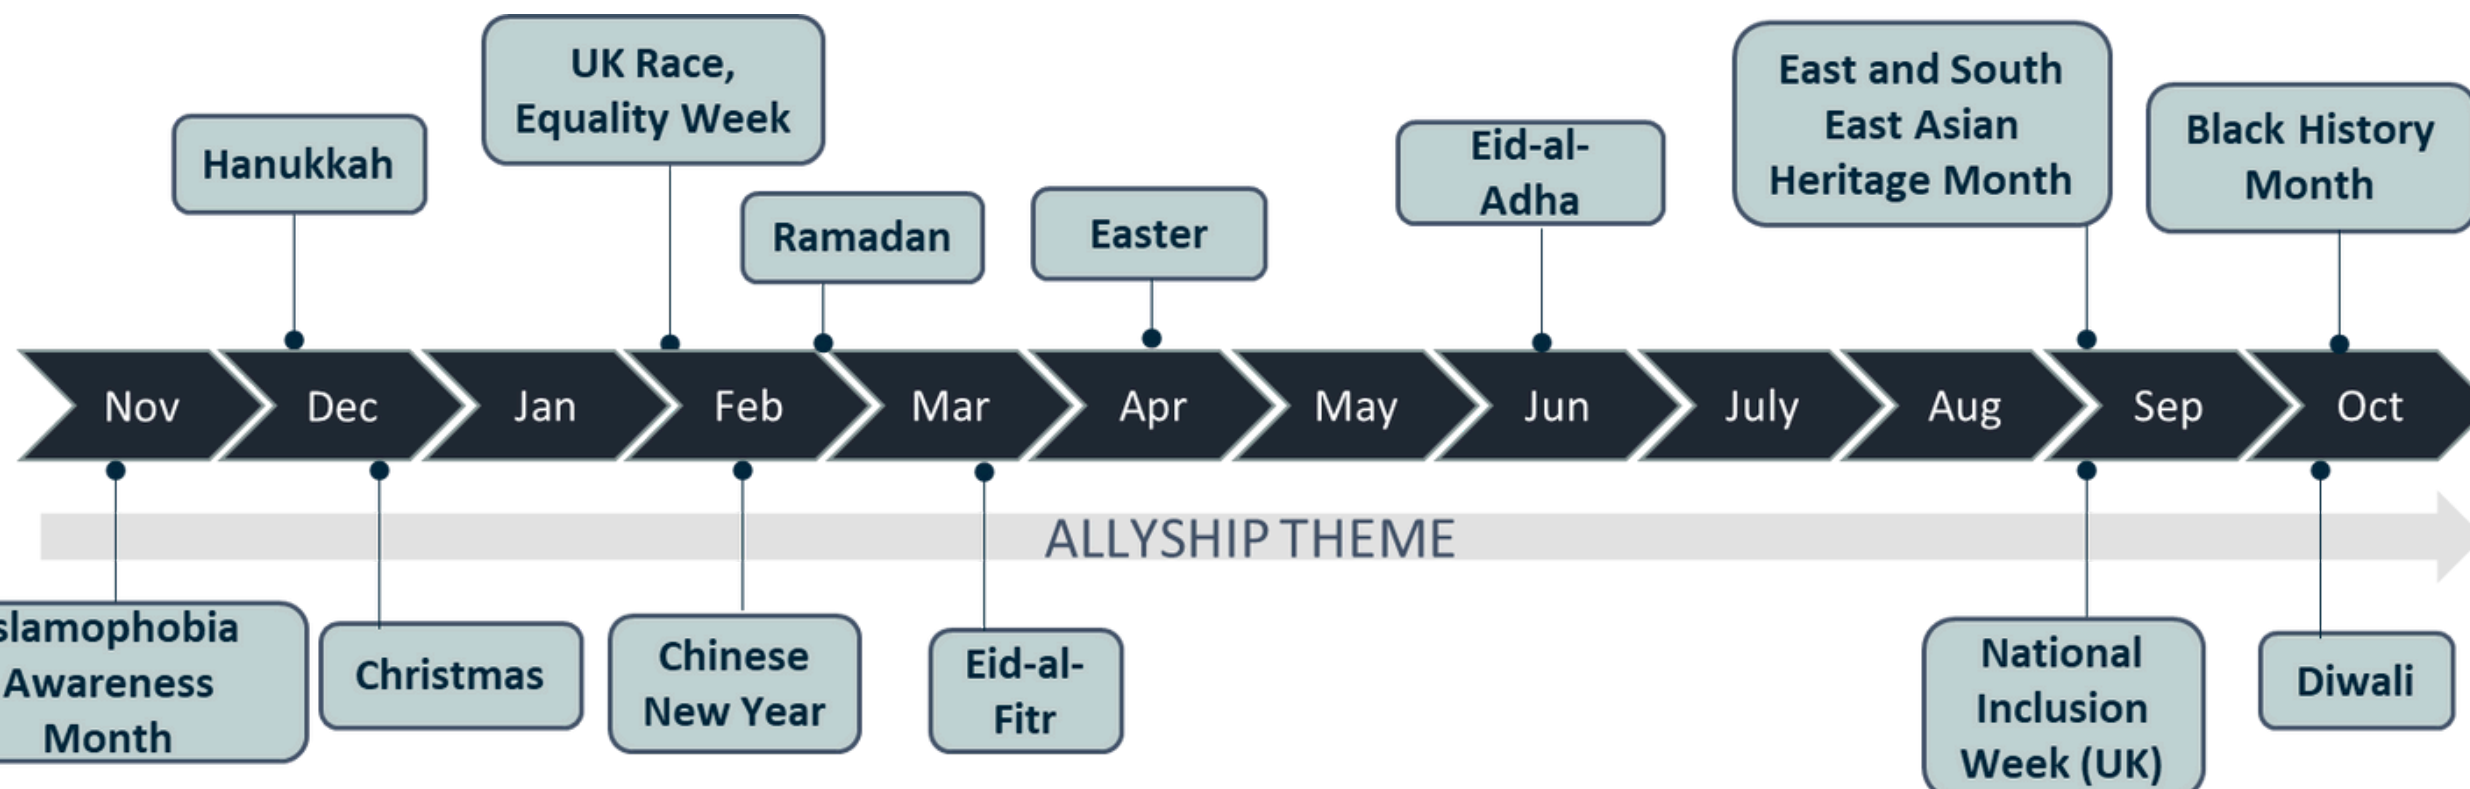 UK Race,
Equality Week
East and South
East Asian
Heritage Month
Black History
Month
Hanukkah
Eid-al-
Adha
Ramadan
Easter
Nov Dec Jan Feb Mar Apr May Jun July Aug Sep Oct
ALLYSHIP THEME
slamophobia
Awareness
Month
Christmas
Chinese
New Year
Eid-al-
Fitr
National
Inclusion
Week (UK)
Diwali